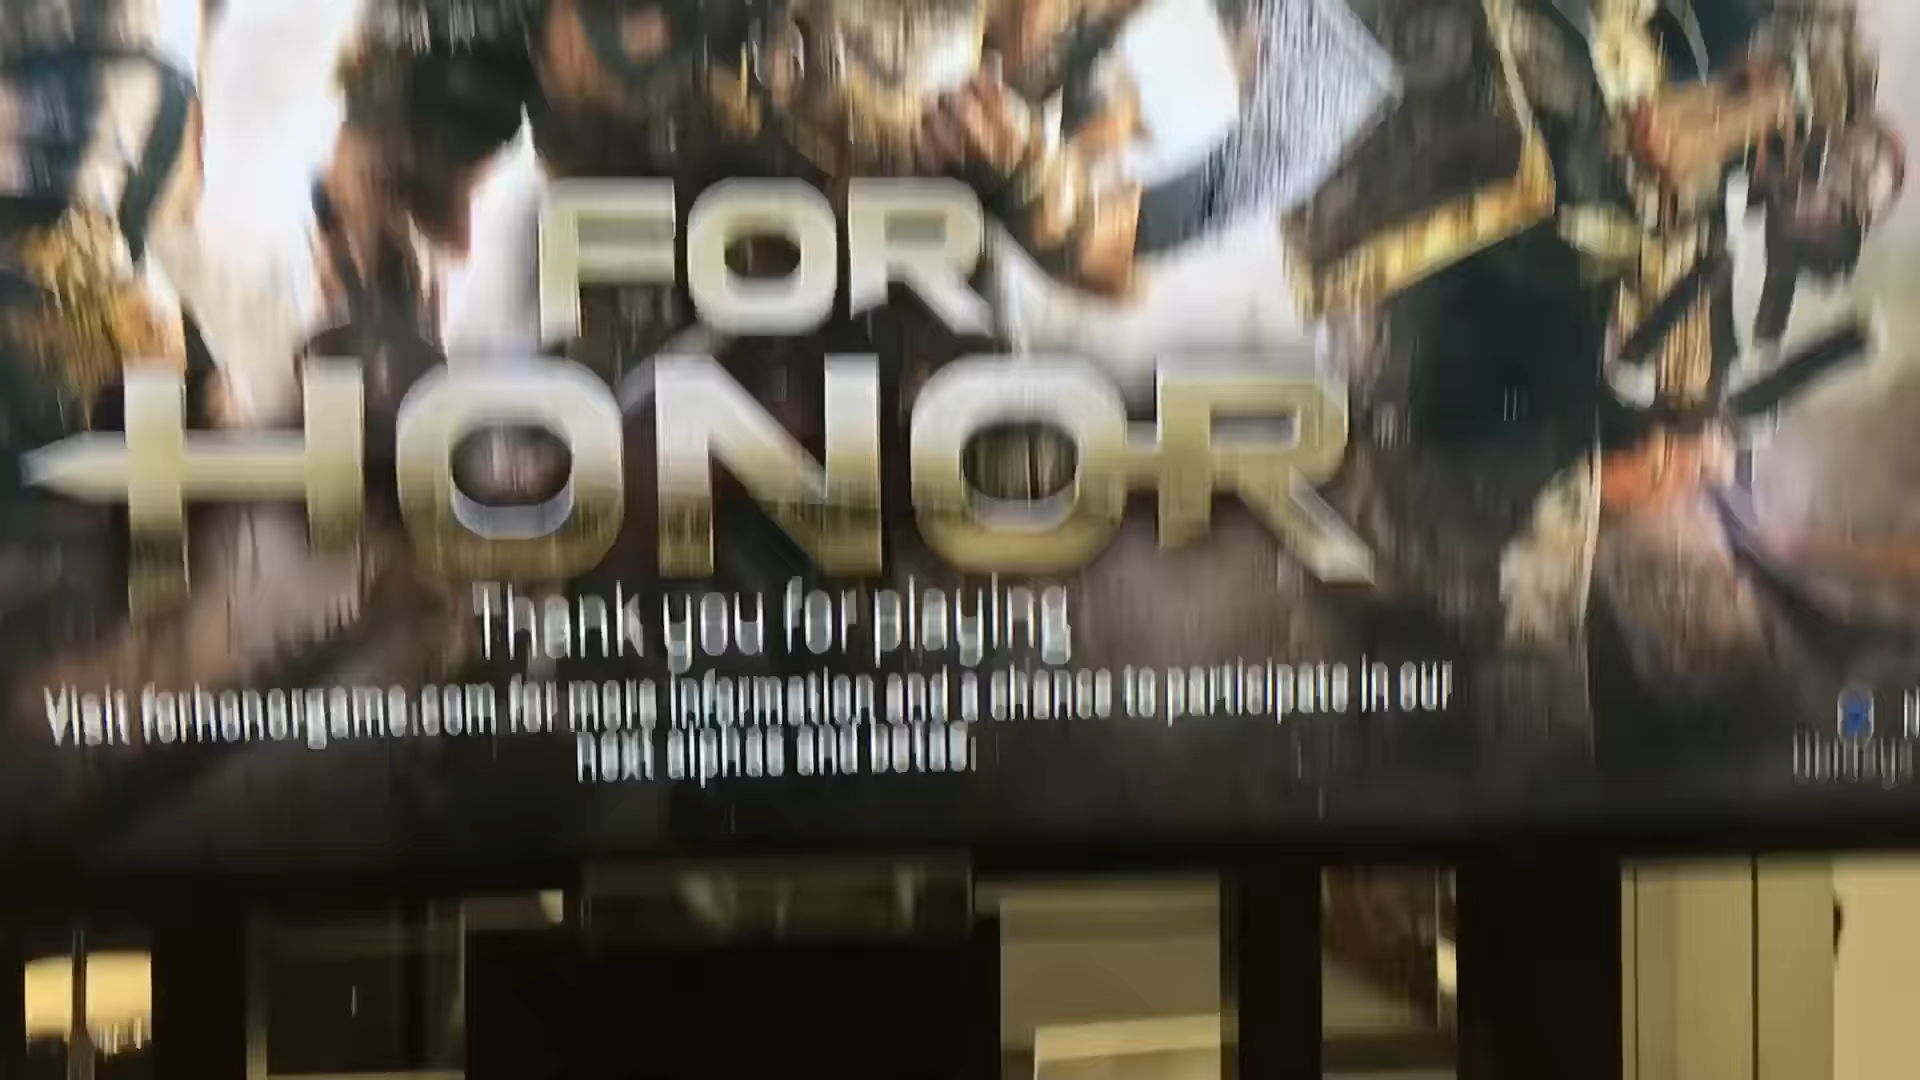 FOR
HONOR
Thank you for playing
Visit forhonorgame.com for more information and a chance to participate in our
next alphas and betas.